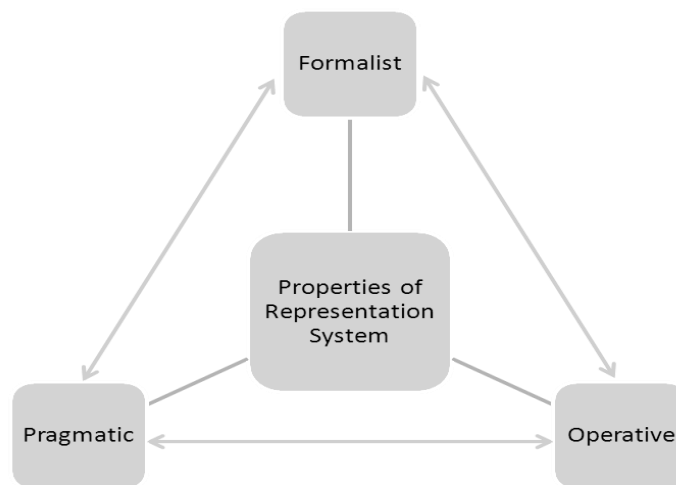 Formalist
Properties of
Representation
System
Pragmatic
Operative